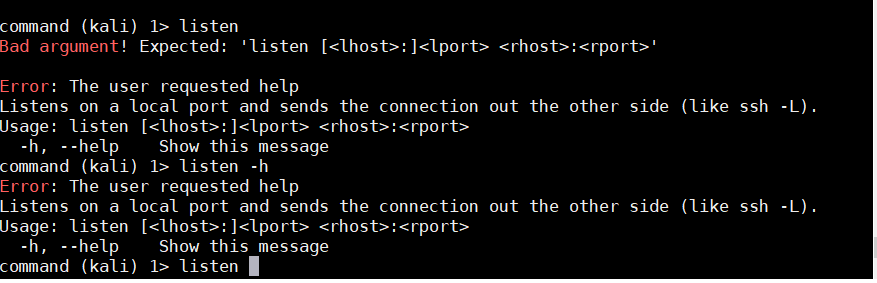 command (kali) 1> listen
Bad argument! Expected: 'listen [<lhost>:]<lport> <rhost>:<rport>'
Error: The user requested help
Listens on a local port and sends the connection out the other side (like ssh -L).
Usage: listen [<lhost>:]<lport> <rhost>:<rport>
  -h, --help    Show this message
command (kali) 1> listen -h
Error: The user requested help
Listens on a local port and sends the connection out the other side (like ssh -L).
Usage: listen [<lhost>:]<lport> <rhost>:<rport>
  -h, --help    Show this message
command (kali) 1> listen